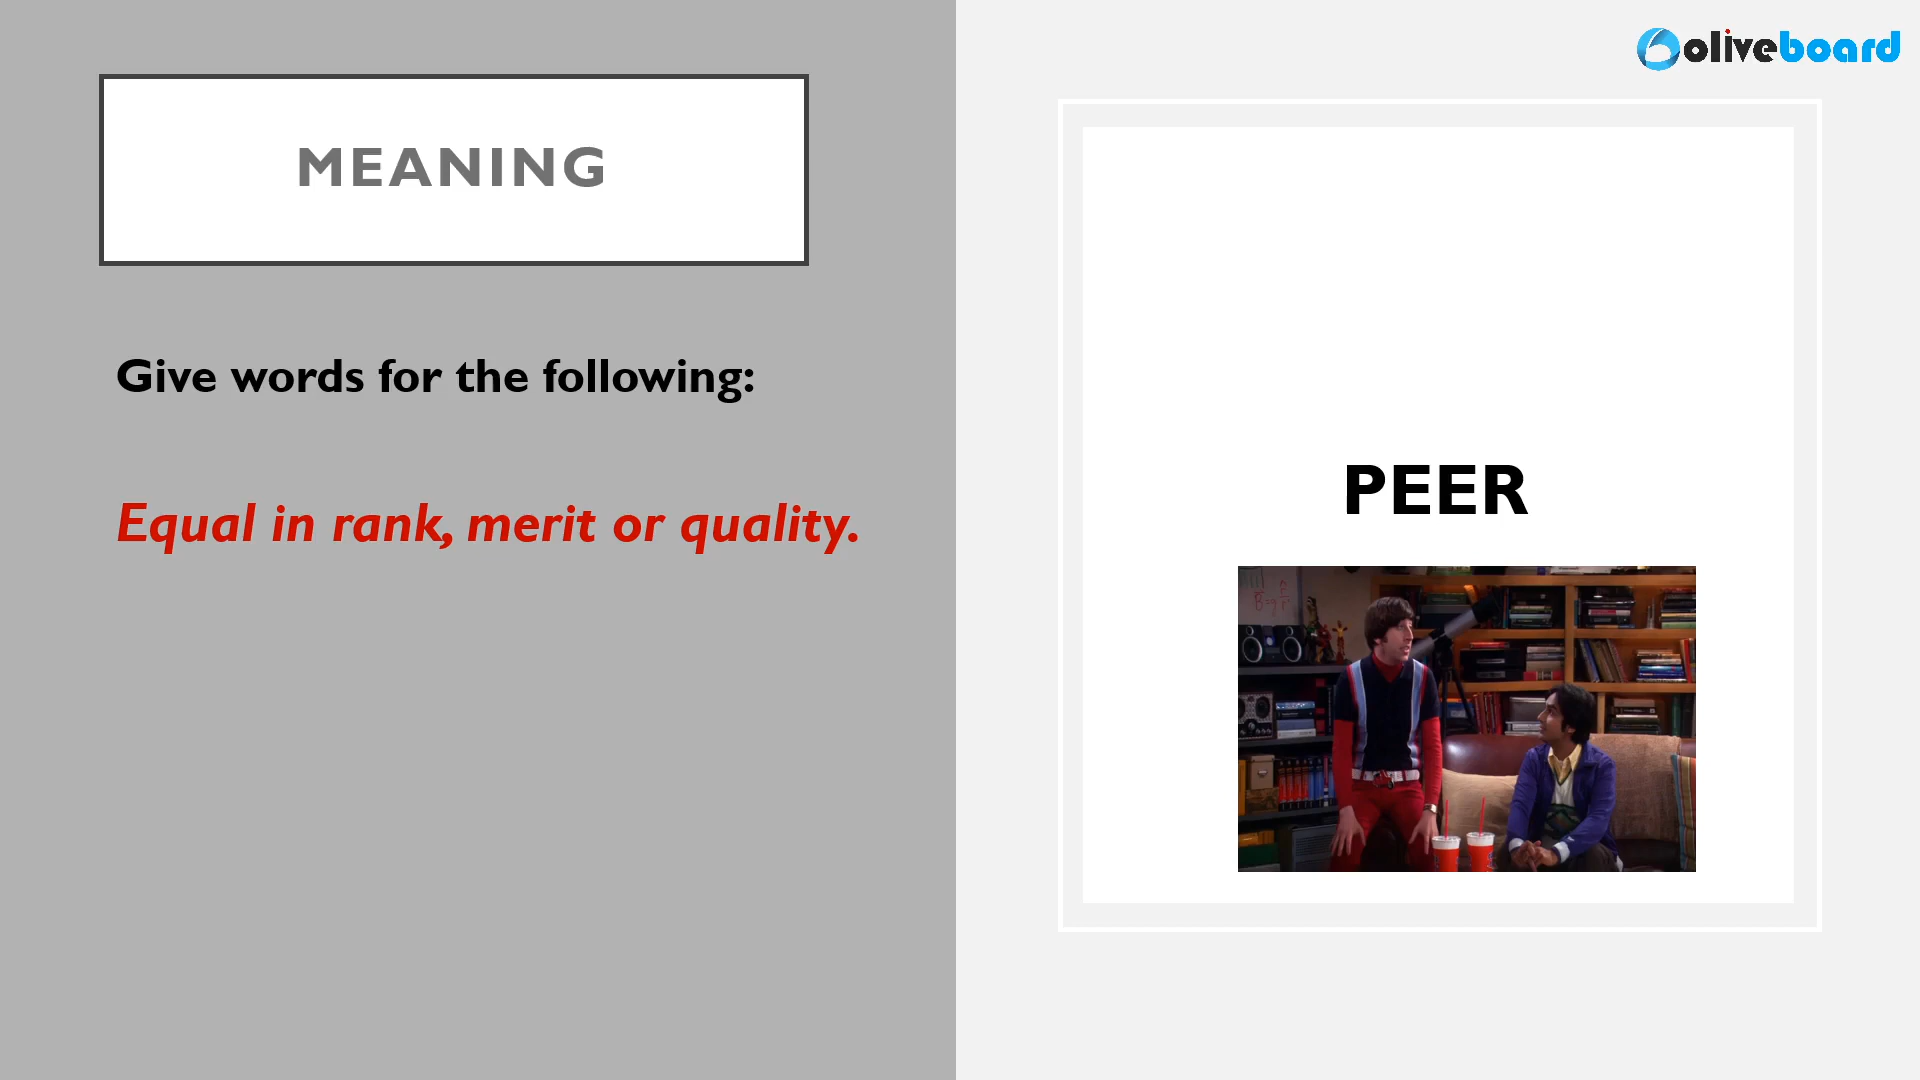 MEANING
Give words for the following:
Equal in rank, merit or quality.
oliveboard
PEER